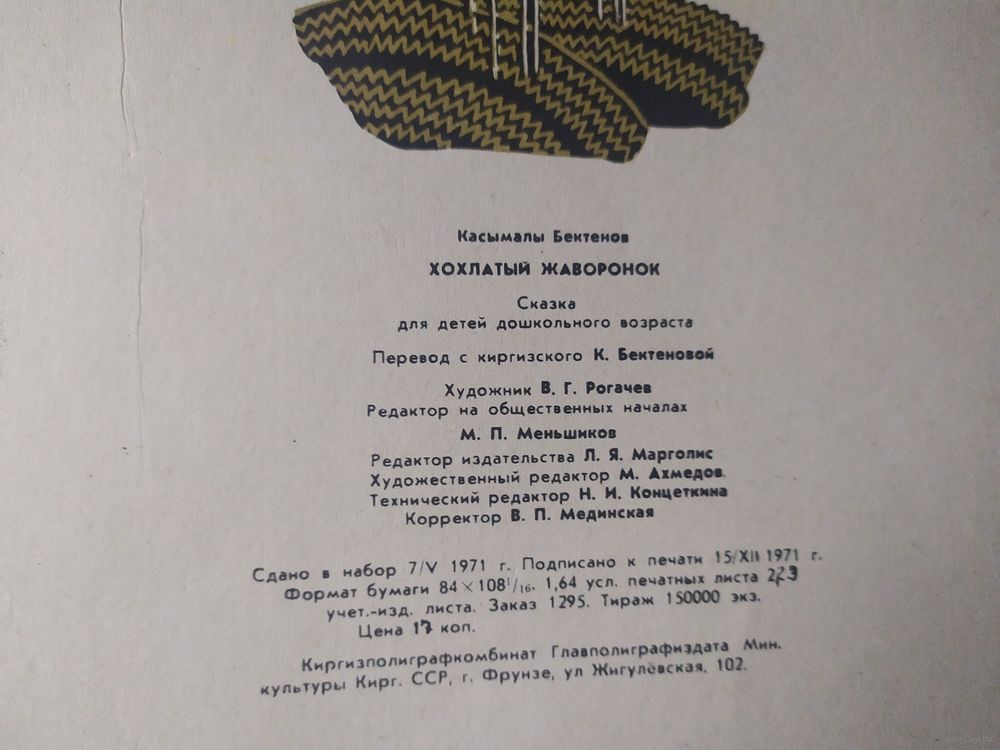 Касымалы Бектенов
ХОХЛАТЫЙ ЖАВОРОНОК
Сказка
для детей дошкольного возраста
Перевод с киргизского К. Бектеновой
Художник В. Г. Рогачев
Редактор на общественных началах
М. П. Меньшиков
Редактор издательства Л. Я. Марголис
Художественный редактор М. Ахмедов.
Технический редактор Н. И. Концеткина
Корректор В. П. Мединская
Сдано в набор 7/V 1971 г. Подписано к печати 15/XII 1971 г.
Формат бумаги 84×108¹/₁₆. 1,64 усл. печатных листа 2,23
учет.-изд. листа. Заказ 1295. Тираж 150000 экз.
Цена 17 коп.
Киргизполиграфкомбинат Главполиграфиздата Мин.
культуры Кирг. ССР, г. Фрунзе, ул Жигулёвская, 102.